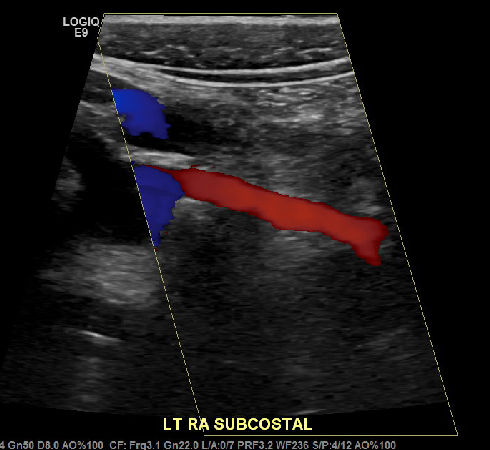 LOGIQ
E9
LT RA SUBCOSTAL
4 Gn50 D8.0 AO%100 CF: Frq3.1 Gn22.0 L/A:0/7 PRF3.2 WF236 S/P:4/12 AO%100